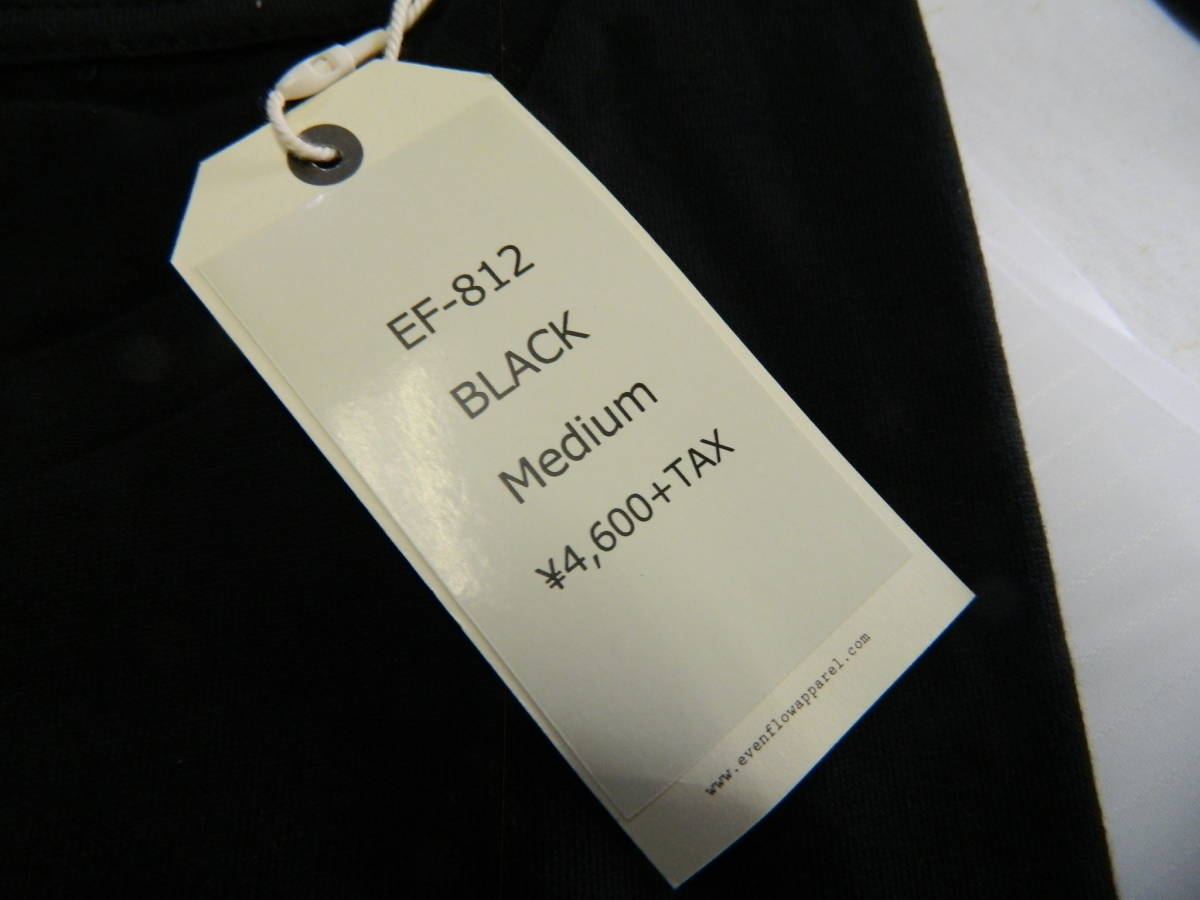 EF-812
BLACK
Medium
¥4,600+TAX
www.evenflowapparel.com